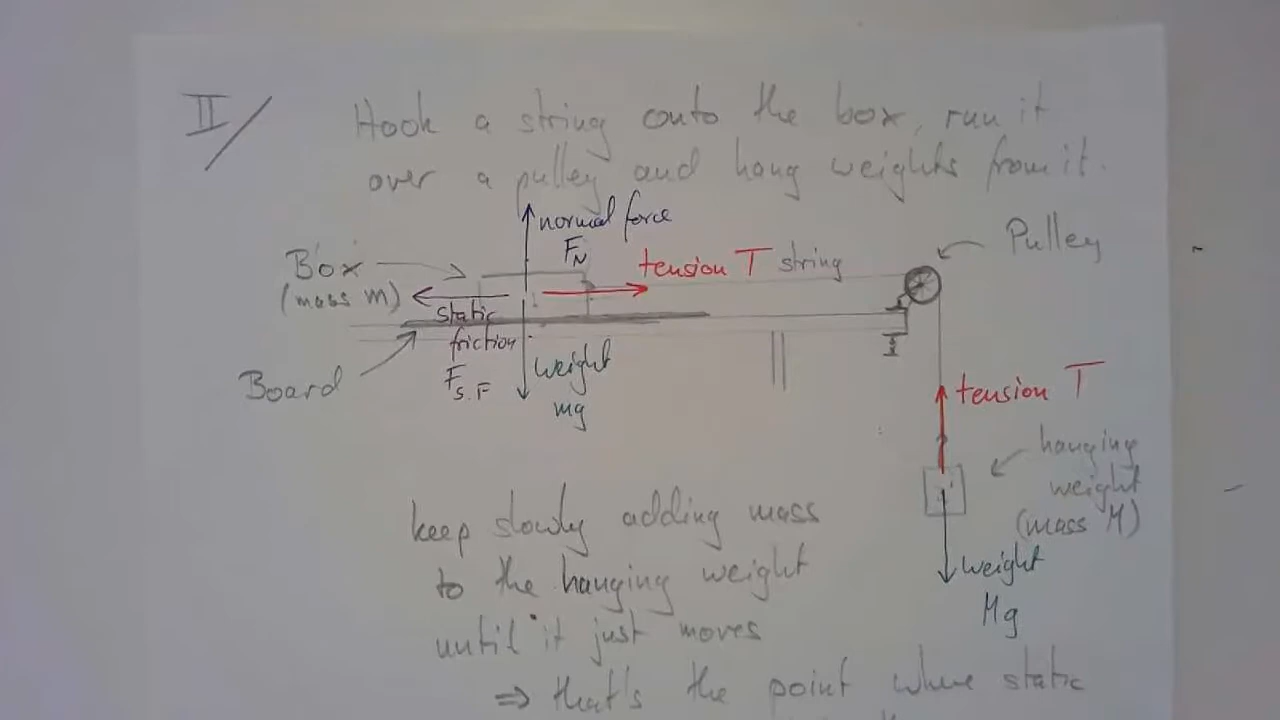 II/ Hook a string onto the box, run it
over a pulley and hang weights from it.
normal force
F_N
Pulley
Box
(mass m)
tension T string
static
friction
F_S.F
Board
weight
mg
tension T
hanging
weight
(mass M)
weight
Mg
keep slowly adding mass
to the hanging weight
until it just moves
⇒ that's the point where static